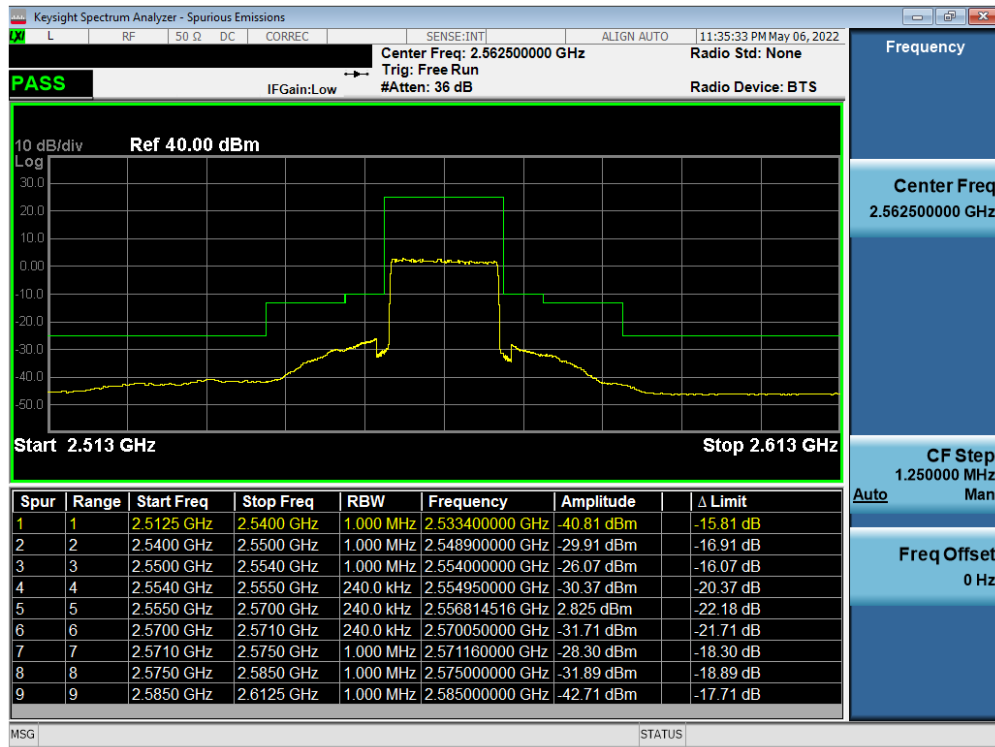 Keysight Spectrum Analyzer - Spurious Emissions
LXI L RF 50 Ω DC CORREC SENSE:INT ALIGN AUTO 11:35:33 PM May 06, 2022
Center Freq: 2.562500000 GHz Radio Std: None
Trig: Free Run
PASS IFGain:Low #Atten: 36 dB Radio Device: BTS
10 dB/div Ref 40.00 dBm
Log
30.0
20.0
10.0
0.00
-10.0
-20.0
-30.0
-40.0
-50.0
Start 2.513 GHz Stop 2.613 GHz
Spur Range Start Freq Stop Freq RBW Frequency Amplitude Δ Limit
1 1 2.5125 GHz 2.5400 GHz 1.000 MHz 2.533400000 GHz -40.81 dBm -15.81 dB
2 2 2.5400 GHz 2.5500 GHz 1.000 MHz 2.548900000 GHz -29.91 dBm -16.91 dB
3 3 2.5500 GHz 2.5540 GHz 1.000 MHz 2.554000000 GHz -26.07 dBm -16.07 dB
4 4 2.5540 GHz 2.5550 GHz 240.0 kHz 2.554950000 GHz -30.37 dBm -20.37 dB
5 5 2.5550 GHz 2.5700 GHz 240.0 kHz 2.556814516 GHz 2.825 dBm -22.18 dB
6 6 2.5700 GHz 2.5710 GHz 240.0 kHz 2.570050000 GHz -31.71 dBm -21.71 dB
7 7 2.5710 GHz 2.5750 GHz 1.000 MHz 2.571160000 GHz -28.30 dBm -18.30 dB
8 8 2.5750 GHz 2.5850 GHz 1.000 MHz 2.575000000 GHz -31.89 dBm -18.89 dB
9 9 2.5850 GHz 2.6125 GHz 1.000 MHz 2.585000000 GHz -42.71 dBm -17.71 dB
MSG STATUS
Frequency
Center Freq
2.562500000 GHz
CF Step
1.250000 MHz
Auto Man
Freq Offset
0 Hz